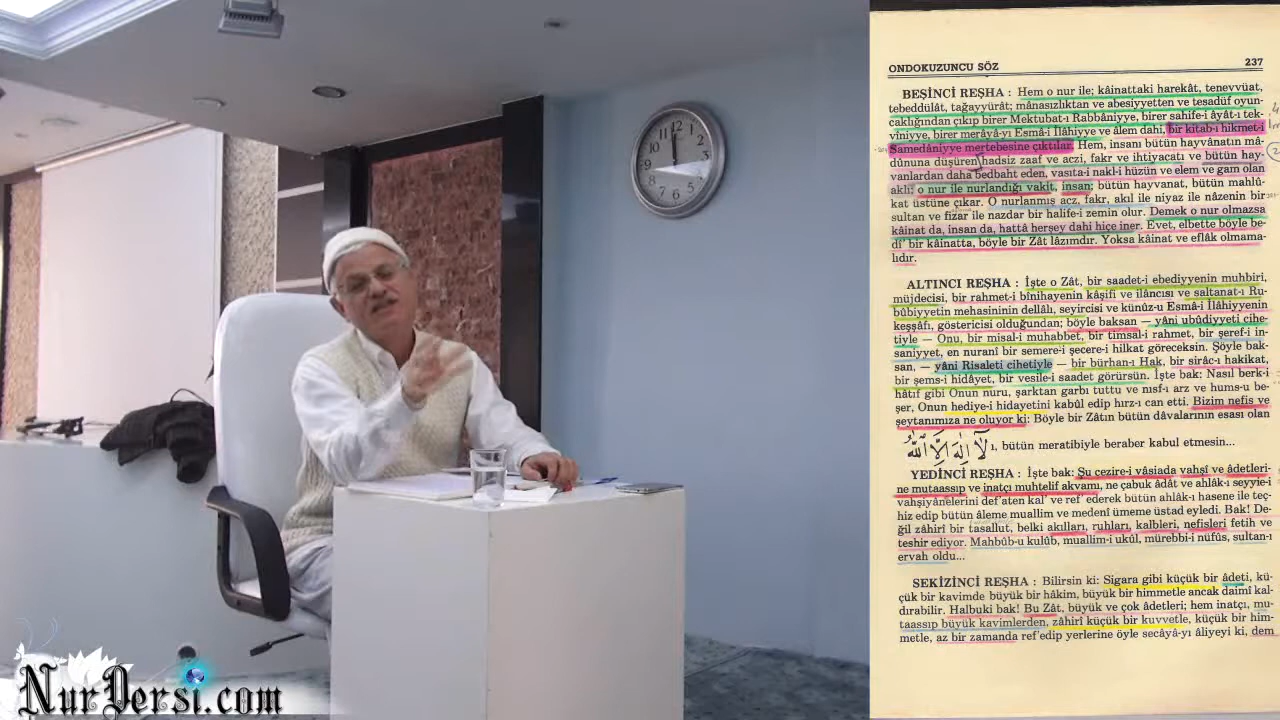 ONDOKUZUNCU SÖZ 237
BEŞİNCİ REŞHA : Hem o nur ile; kâinattaki harekât, tenevvüat,
tebeddülât, tağayyürât; mânasızlıktan ve abesiyyetten ve tesadüf oyun-
caklığından çıkıp birer Mektubat-ı Rabbâniyye, birer sahife-i âyât-ı tek-
viniyye, birer merâyâ-yı Esmâ-i İlâhiyye ve âlem dahi, bir kitab-ı hikmet-i
Samedâniyye mertebesine çıktılar. Hem, insanı bütün hayvanatın mâ-
dûnuna düşüren hadsiz zaaf ve aczi, fakr ve ihtiyacatı ve bütün hay-
vanlardan daha bedbaht eden, vasıta-i nakl-i hüzün ve elem ve gam olan
aklı; o nur ile nurlandığı vakit, insan; bütün hayvanat, bütün mahlû-
kat üstüne çıkar. O nurlanmış acz, fakr, akıl ile niyaz ile nâzenin bir
sultan ve fizar ile nazdar bir halife-i zemin olur. Demek o nur olmazsa
kâinat da, insan da, hattâ herşey dahi hiçe iner. Evet, elbette böyle be-
dî' bir kâinatta, böyle bir Zât lâzımdır. Yoksa kâinat ve eflâk olmama-
lıdır.
ALTINCI REŞHA : İşte o Zât, bir saadet-i ebediyyenin muhbiri,
müjdecisi, bir rahmet-i bînihayenin kâşifi ve ilâncısı ve saltanat-ı Ru-
bûbiyyetin mehasininin dellâlı, seyircisi ve künûz-u Esmâ-i İlâhiyyenin
keşşâfı, göstericisi olduğundan; böyle baksan — yâni ubûdiyyeti cihe-
tiyle — Onu, bir misal-i muhabbet, bir timsal-i rahmet, bir şeref-i in-
saniyyet, en nuranî bir semere-i şecere-i hilkat göreceksin. Şöyle bak-
san, — yâni Risaleti cihetiyle — bir bürhan-ı Hak, bir sirâc-ı hakikat,
bir şems-i hidâyet, bir vesile-i saadet görürsün. İşte bak: Nasıl berk-i
hâtıf gibi Onun nûru, şarktan garbı tuttu ve nısf-ı arz ve hums-u be-
şer, Onun hediye-i hidayetini kabûl edip hırz-ı can etti. Bizim nefis ve
şeytanımıza ne oluyor ki: Böyle bir Zâtın bütün dâvalarının esası olan
لَآ اِلٰهَ اِلَّا اللّٰهُ ı, bütün meratibiyle beraber kabul etmesin...
YEDİNCİ REŞHA : İşte bak: Şu cezire-i vâsiada vahşî ve âdetleri-
ne mutaassıp ve inatçı muhtelif akvamı, ne çabuk âdât ve ahlâk-ı seyyie-i
vahşiyânelerini def'aten kal' ve ref' ederek bütün ahlâk-ı hasene ile teç-
hiz edip bütün âleme muallim ve medenî ümeme üstad eyledi. Bak! De-
ğil zâhirî bir tasallut, belki akılları, ruhları, kalbleri, nefisleri fetih ve
teshir ediyor. Mahbûb-u kulûb, muallim-i ukûl, mürebbi-i nüfûs, sultan-ı
ervah oldu...
SEKİZİNCİ REŞHA : Bilirsin ki: Sigara gibi küçük bir âdeti, kü-
çük bir kavimde büyük bir hâkim, büyük bir himmetle ancak daimî kal-
dırabilir. Halbuki bak! Bu Zât, büyük ve çok âdetleri; hem inatçı, mu-
taassıp büyük kavimlerden, zâhirî küçük bir kuvvetle, küçük bir him-
metle, az bir zamanda ref'edip yerlerine öyle secâyâ-yı âliyeyi ki, dem
12
11
10
9
8
7
6
5
4
3
2
1
NurDersi.com